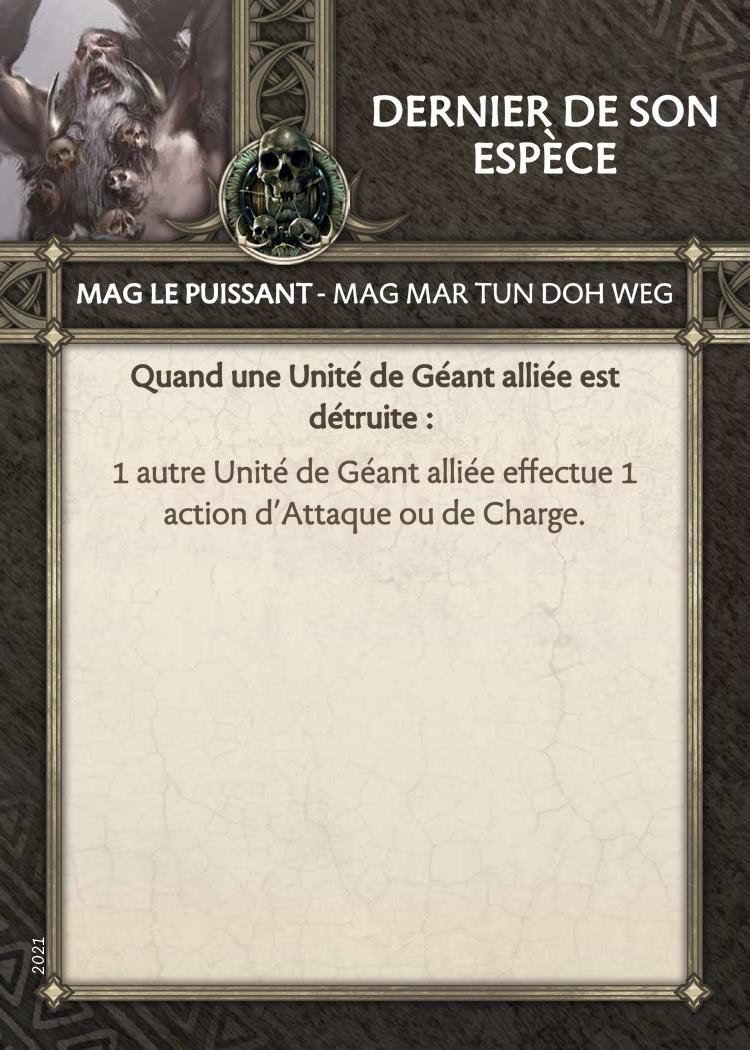 DERNIER DE SON
ESPÈCE
MAG LE PUISSANT - MAG MAR TUN DOH WEG
Quand une Unité de Géant alliée est
détruite :
1 autre Unité de Géant alliée effectue 1
action d'Attaque ou de Charge.
2021